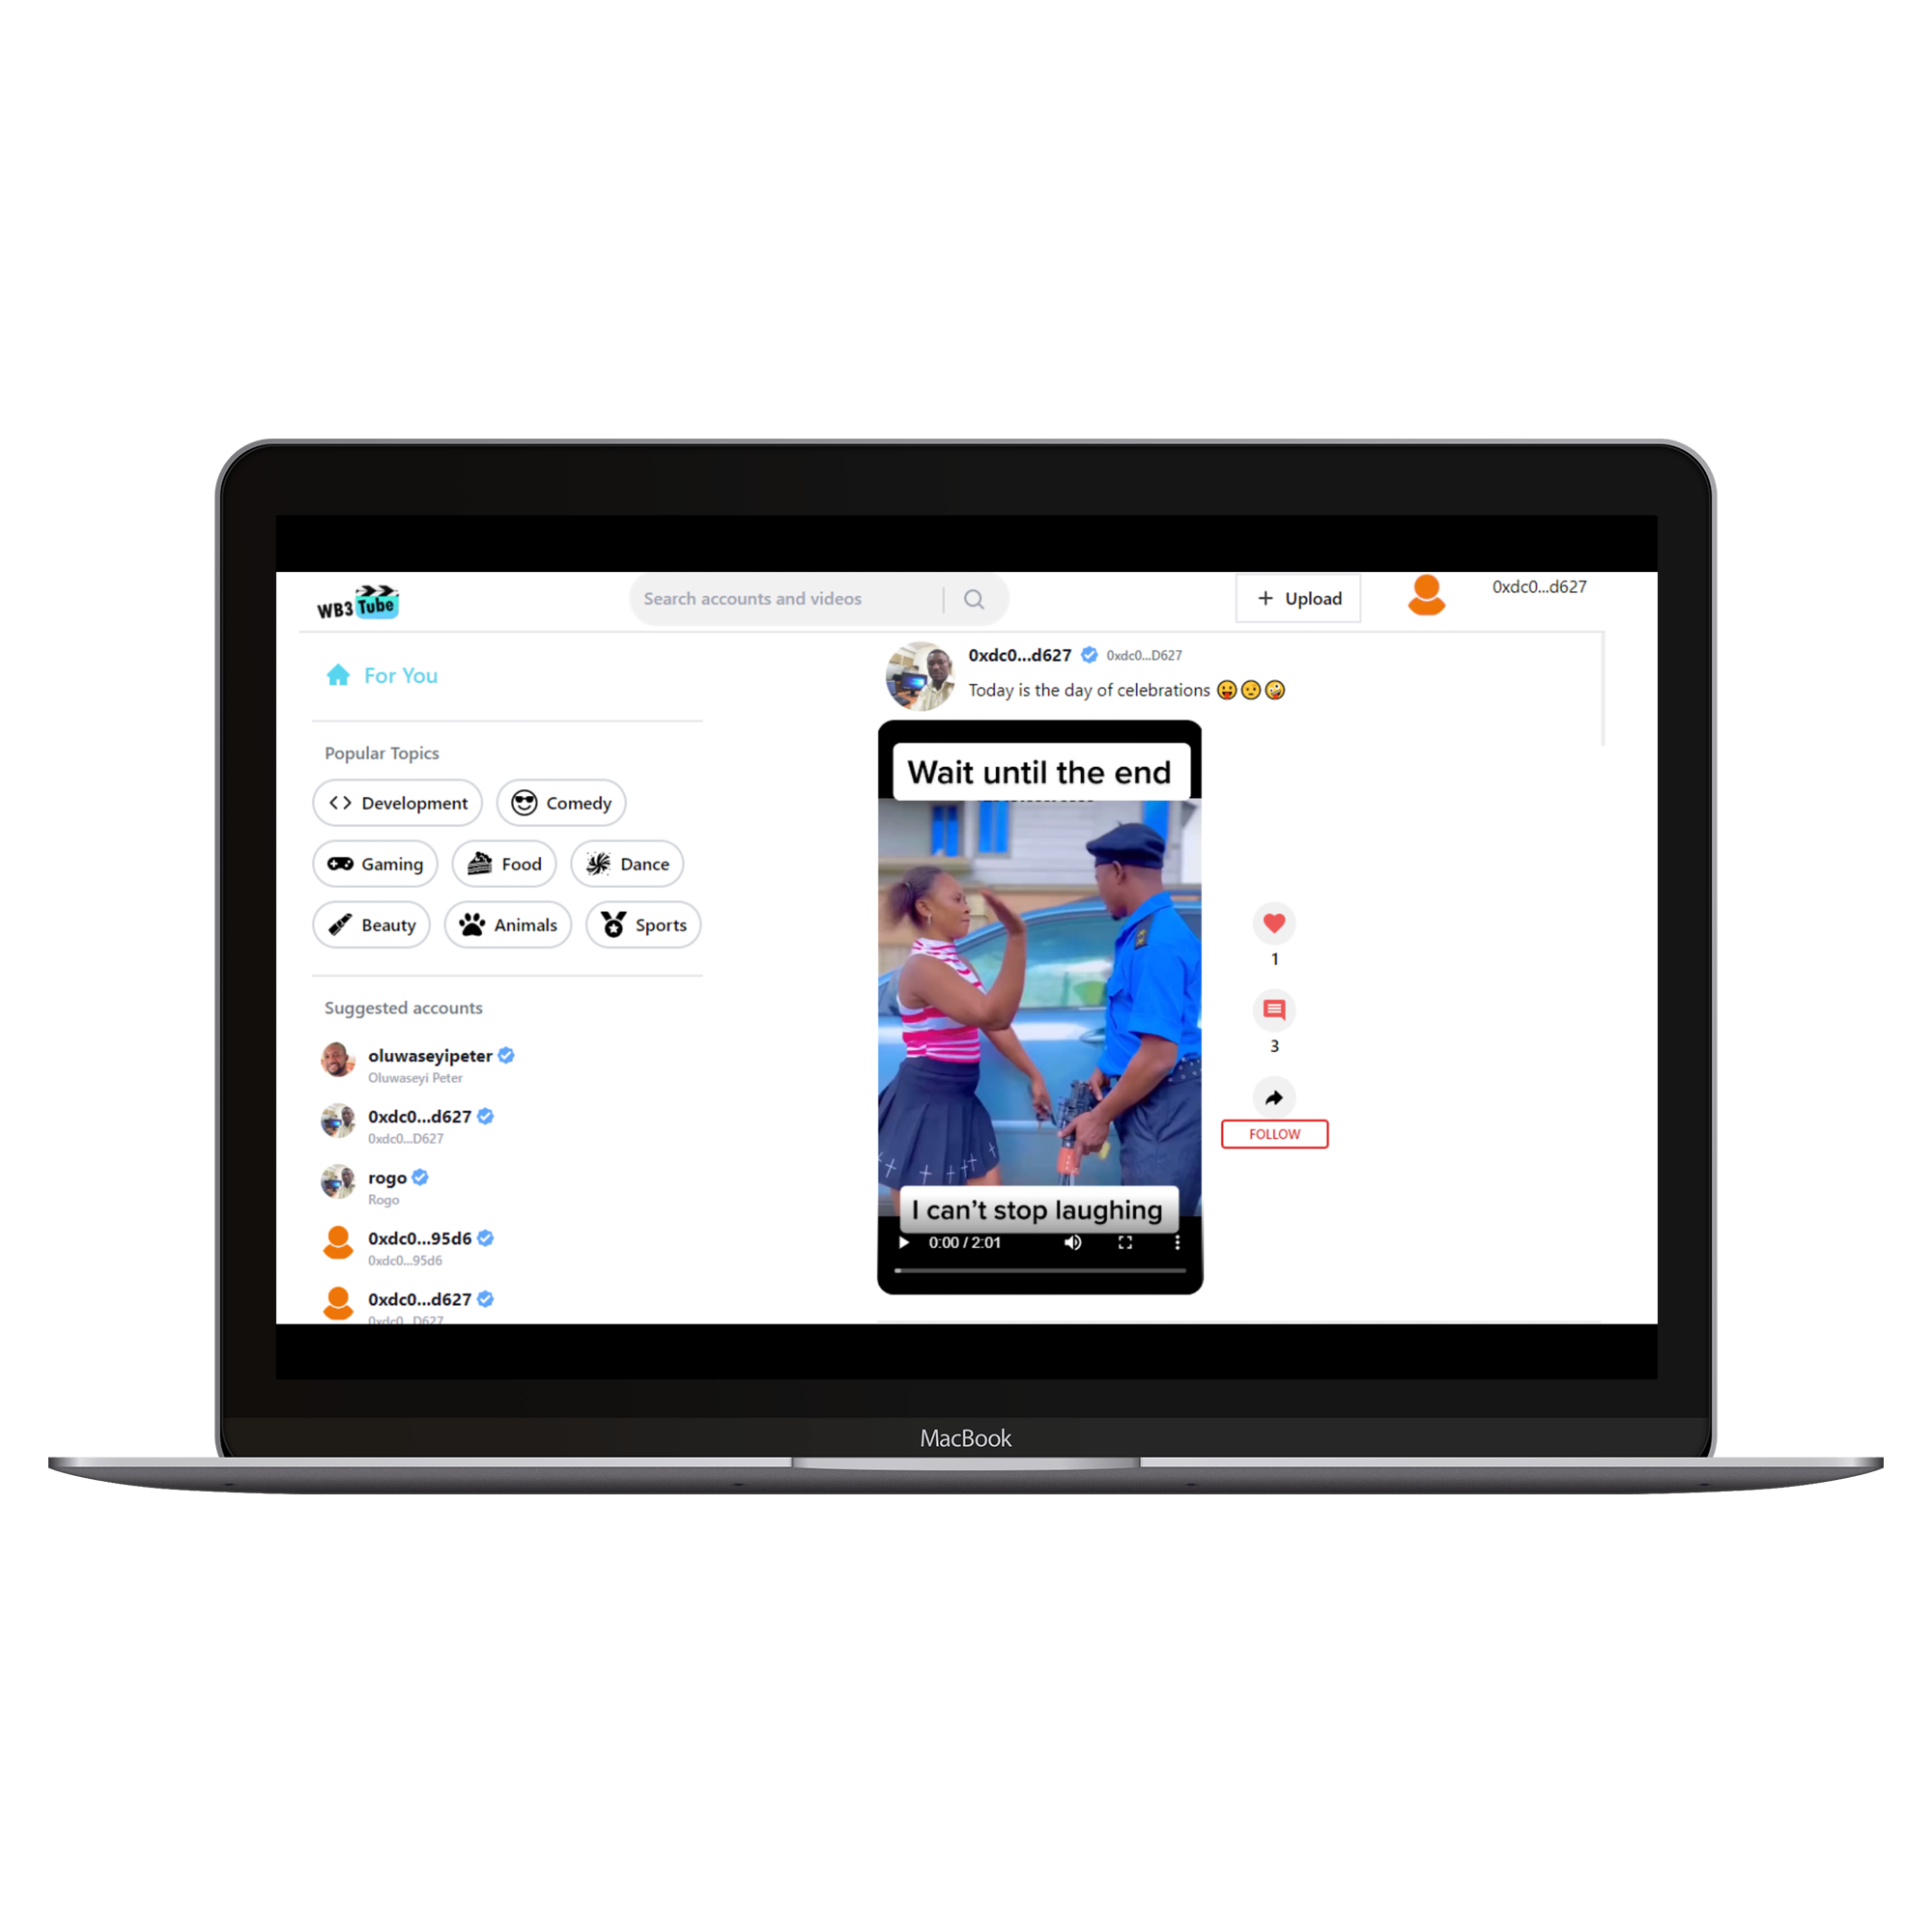 WB3 Tube
Search accounts and videos
+ Upload
0xdc0...d627
For You
Popular Topics
Development
Comedy
Gaming
Food
Dance
Beauty
Animals
Sports
Suggested accounts
oluwaseyipeter
Oluwaseyi Peter
0xdc0...d627
0xdc0...D627
rogo
Rogo
0xdc0...95d6
0xdc0...95d6
0xdc0...d627
0xdc0...D627
0xdc0...d627 0xdc0...D627
Today is the day of celebrations 😛🫡🤪
Wait until the end
I can't stop laughing
0:00 / 2:01
1
3
FOLLOW
MacBook